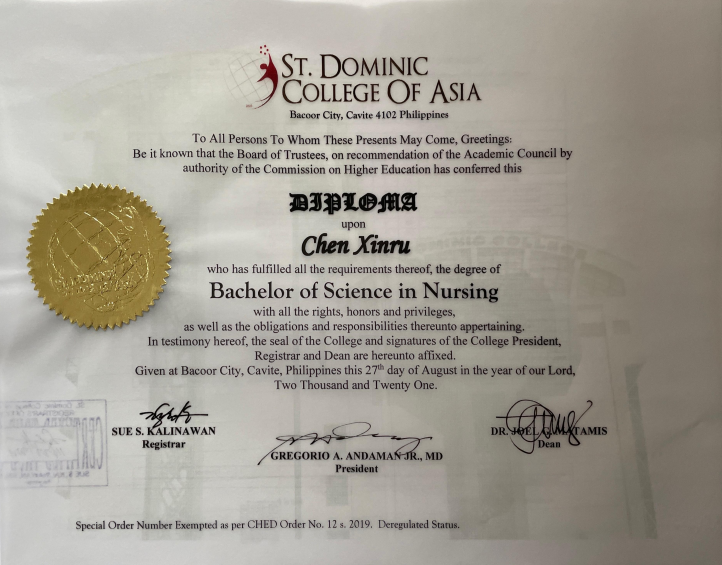 ST. DOMINIC
COLLEGE OF ASIA
Bacoor City, Cavite 4102 Philippines
To All Persons To Whom These Presents May Come, Greetings:
Be it known that the Board of Trustees, on recommendation of the Academic Council by
authority of the Commission on Higher Education has conferred this
DIPLOMA
upon
Chen Xinru
who has fulfilled all the requirements thereof, the degree of
Bachelor of Science in Nursing
with all the rights, honors and privileges,
as well as the obligations and responsibilities thereunto appertaining.
In testimony hereof, the seal of the College and signatures of the College President,
Registrar and Dean are hereunto affixed.
Given at Bacoor City, Cavite, Philippines this 27th day of August in the year of our Lord,
Two Thousand and Twenty One.
SUE S. KALINAWAN
Registrar
GREGORIO A. ANDAMAN JR., MD
President
DR. JOEL G. MATAMIS
Dean
Special Order Number Exempted as per CHED Order No. 12 s. 2019. Deregulated Status.